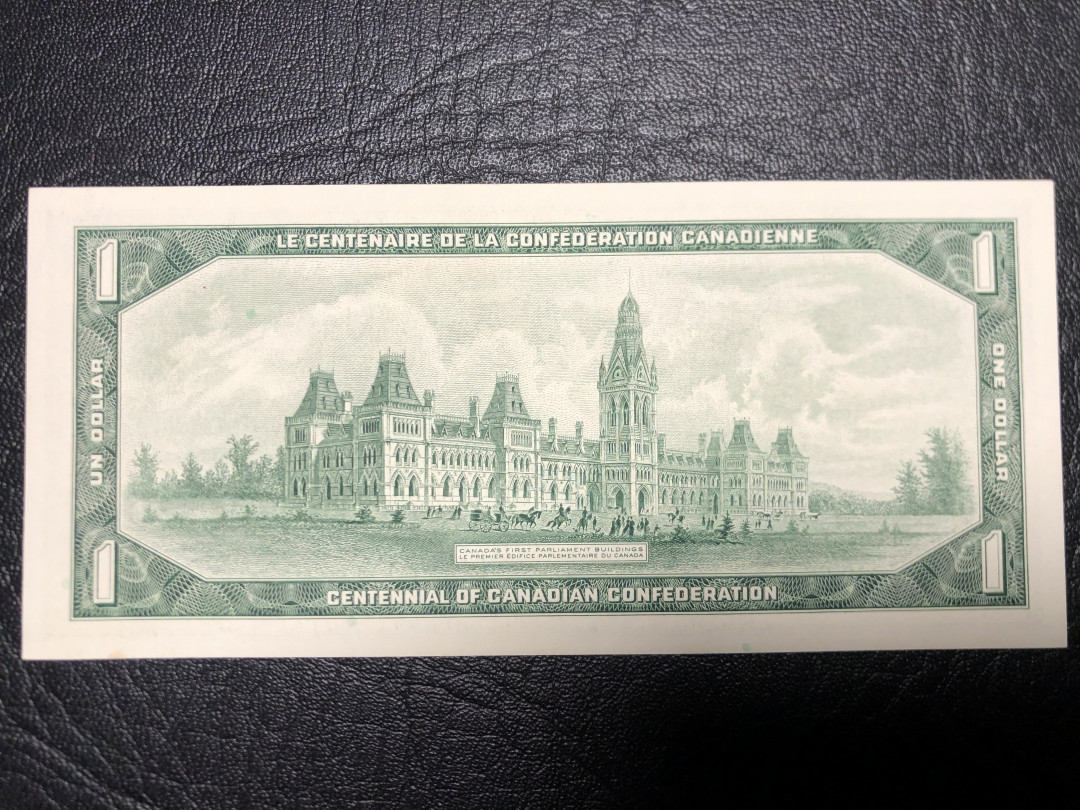 LE CENTENAIRE DE LA CONFEDERATION CANADIENNE
1
1
UN DOLLAR
ONE DOLLAR
CANADA'S FIRST PARLIAMENT BUILDINGS
LE PREMIER ÉDIFICE PARLEMENTAIRE DU CANADA
1
1
CENTENNIAL OF CANADIAN CONFEDERATION